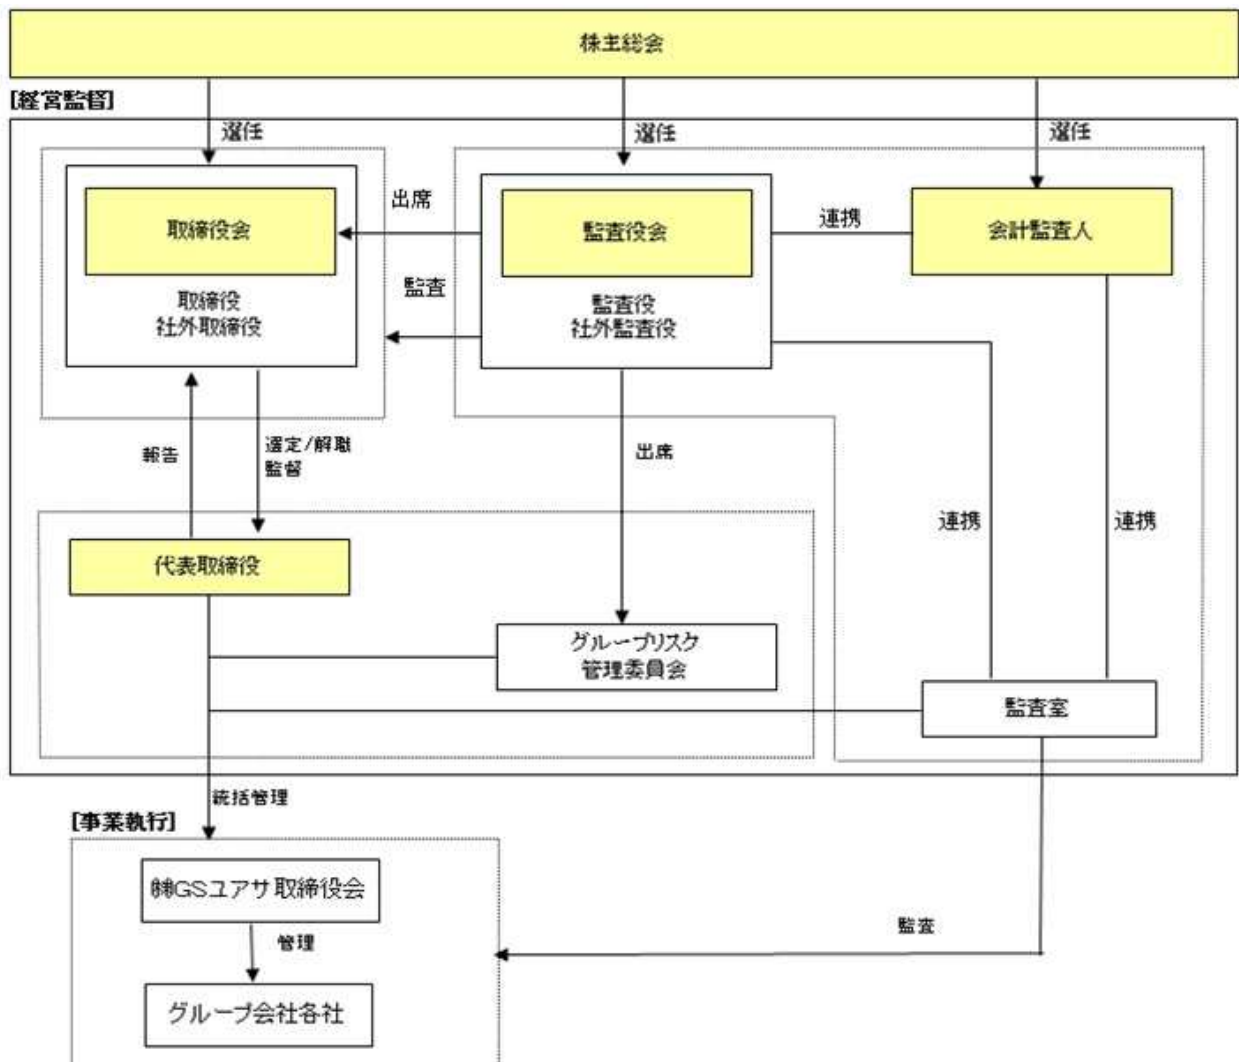 株主総会
[経営監督]
選任
選任
選任
取締役会
取締役
社外取締役
出席
監査
監査役会
監査役
社外監査役
連携
会計監査人
報告
選定/解職
監督
出席
連携
連携
代表取締役
グループリスク
管理委員会
監査室
統括管理
[事業執行]
㈱GSユアサ取締役会
管理
グループ会社各社
監査